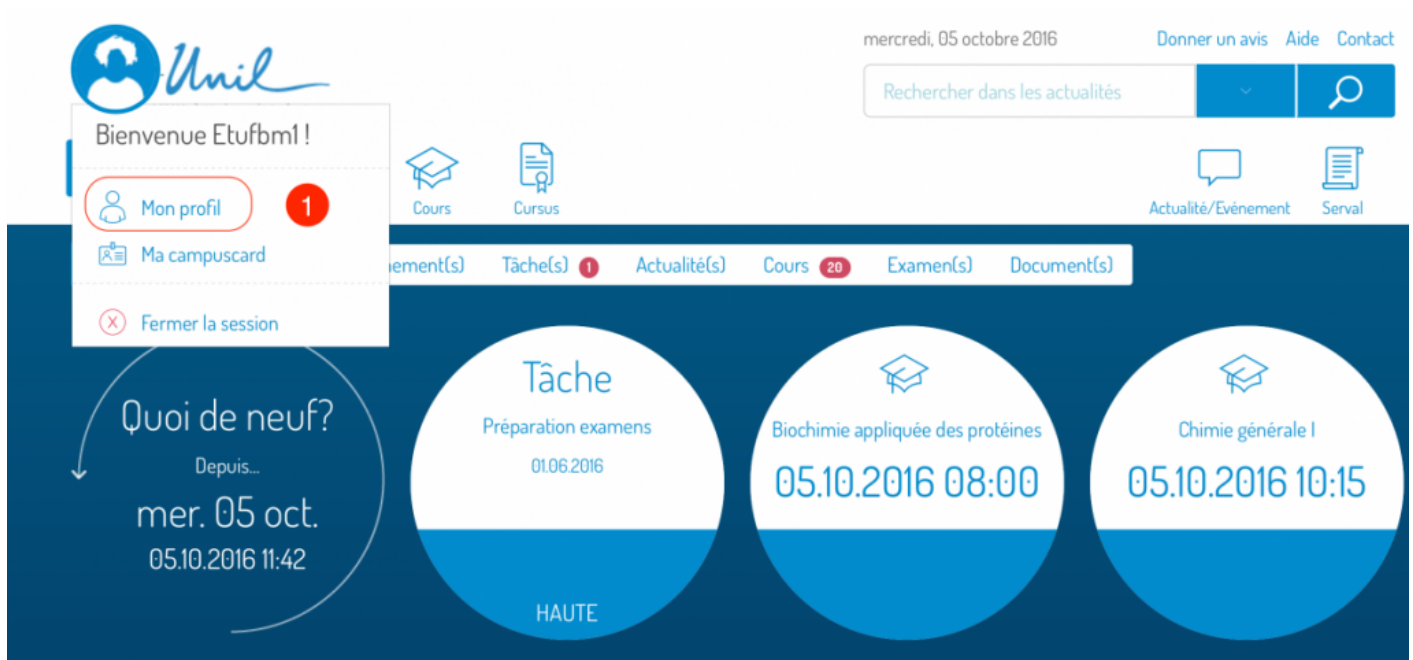 Unil
mercredi, 05 octobre 2016
Donner un avis Aide Contact
Rechercher dans les actualités
Bienvenue Etufbm1 !
Mon profil
1
Ma campuscard
Fermer la session
Cours
Cursus
Actualité/Evénement
Serval
Tâche(s) 1
Actualité(s)
Cours 20
Examen(s)
Document(s)
Quoi de neuf?
Depuis...
mer. 05 oct.
05.10.2016 11:42
Tâche
Préparation examens
01.06.2016
HAUTE
Biochimie appliquée des protéines
05.10.2016 08:00
Chimie générale I
05.10.2016 10:15